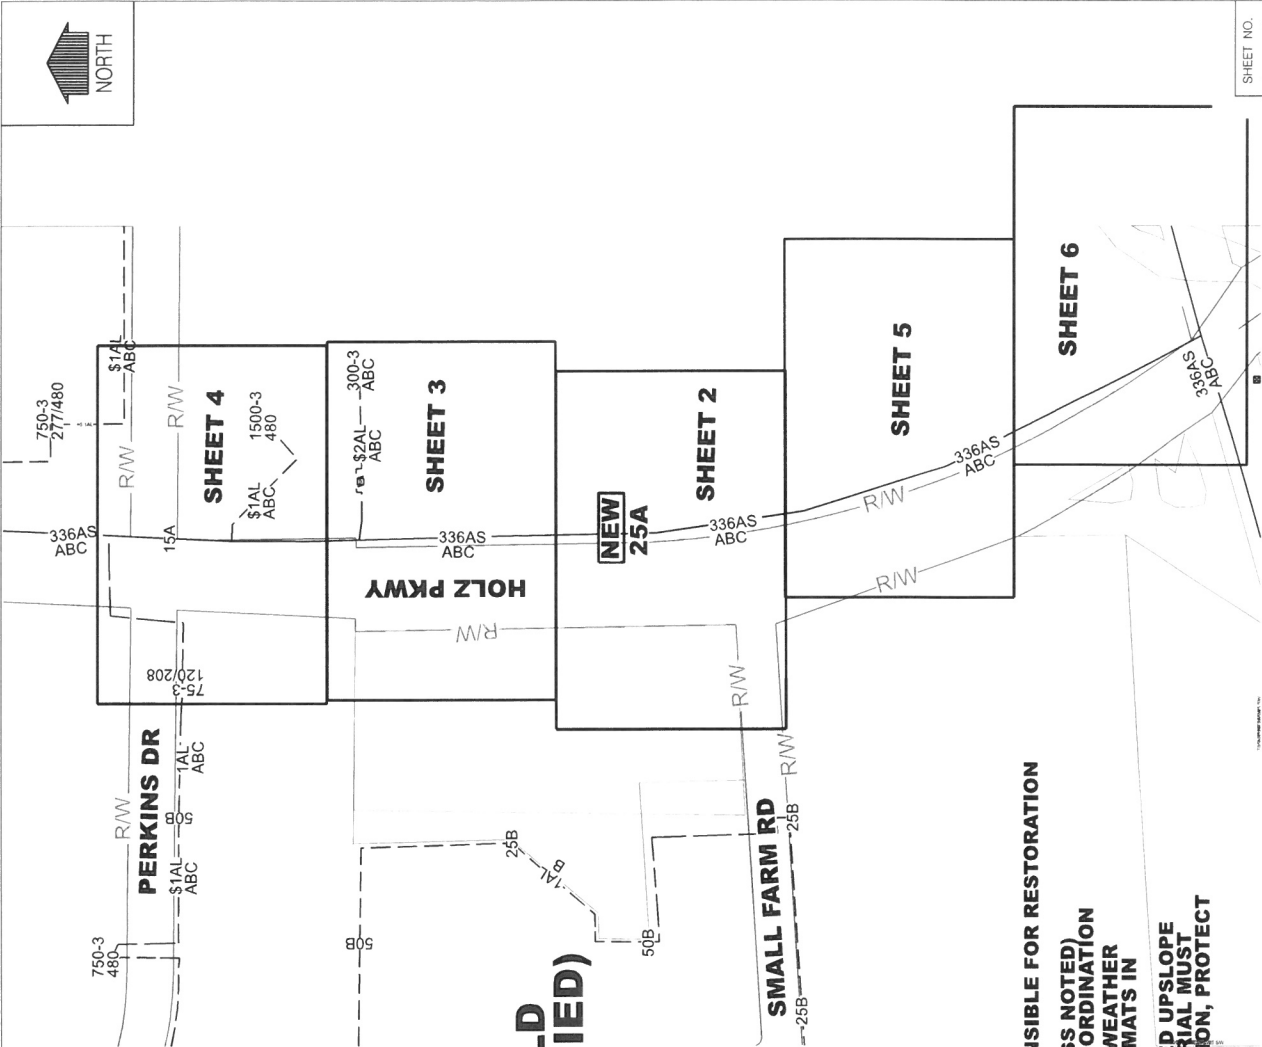 NORTH
SHEET NO.
SHEET 6
SHEET 5
SHEET 4
SHEET 3
SHEET 2
$1AL
ABC
750-3
277/480
R/W
R/W
1500-3
480
$1AL
ABC
300-3
ABC
$2AL
ABC
336AS
ABC
15A
336AS
ABC
NEW
25A
336AS
ABC
336AS
ABC
336AS
ABC
R/W
R/W
HOLZ PKWY
R/W
75-3
120/208
R/W
R/W
PERKINS DR
1AL
ABC
R/W
50B
$1AL
ABC
750-3
480
50B
25B
1AL
B
50B
SMALL FARM RD
25B
25B
LD
IED)
NSIBLE FOR RESTORATION
SS NOTED)
ORDINATION
WEATHER
MATS IN
D UPSLOPE
RIAL MUST
ON, PROTECT